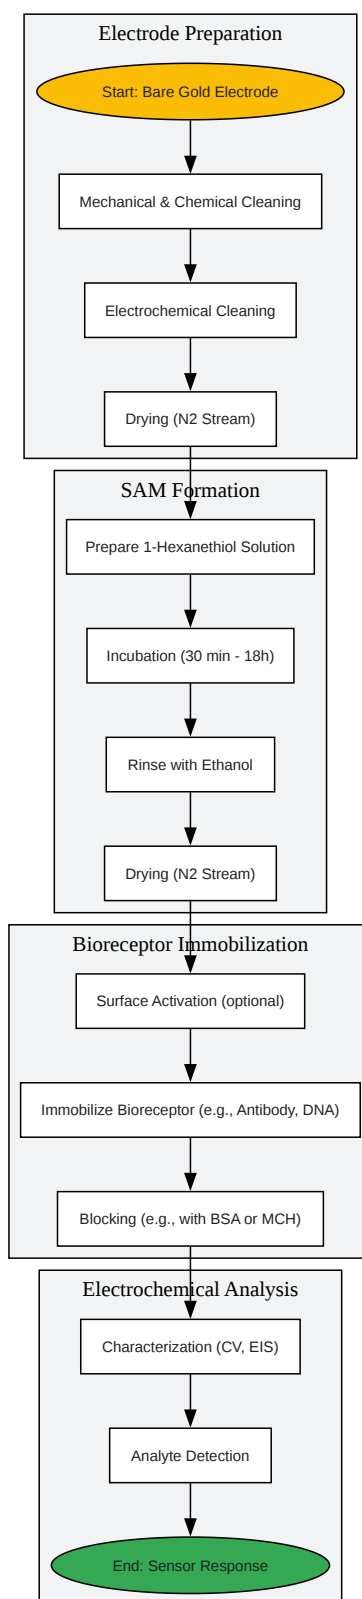 Electrode Preparation
Start: Bare Gold Electrode
Mechanical & Chemical Cleaning
Electrochemical Cleaning
Drying (N2 Stream)
SAM Formation
Prepare 1-Hexanethiol Solution
Incubation (30 min - 18h)
Rinse with Ethanol
Drying (N2 Stream)
Bioreceptor Immobilization
Surface Activation (optional)
Immobilize Bioreceptor (e.g., Antibody, DNA)
Blocking (e.g., with BSA or MCH)
Electrochemical Analysis
Characterization (CV, EIS)
Analyte Detection
End: Sensor Response